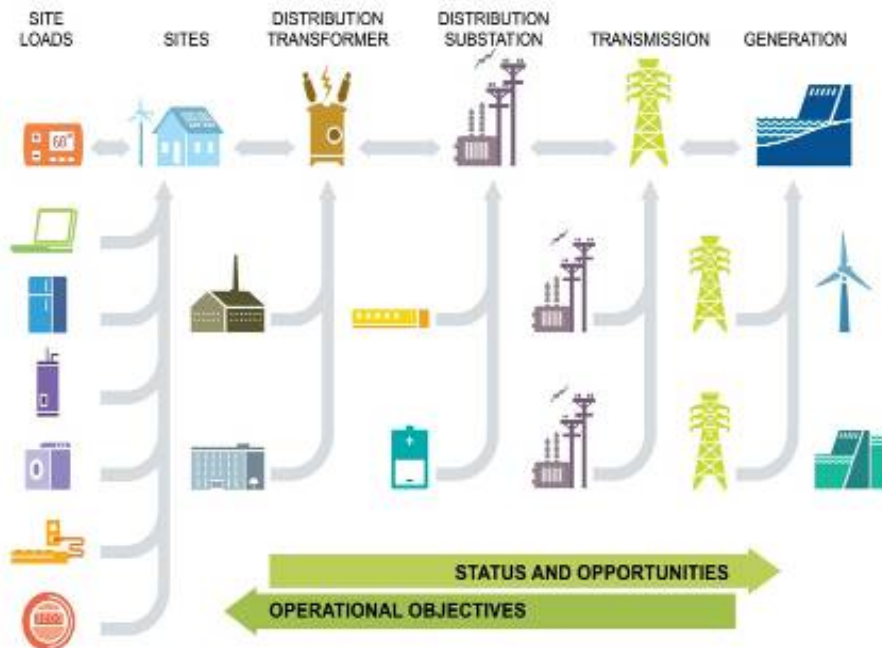 SITE
LOADS
SITES
DISTRIBUTION
TRANSFORMER
DISTRIBUTION
SUBSTATION
TRANSMISSION
GENERATION
60°
STATUS AND OPPORTUNITIES
OPERATIONAL OBJECTIVES